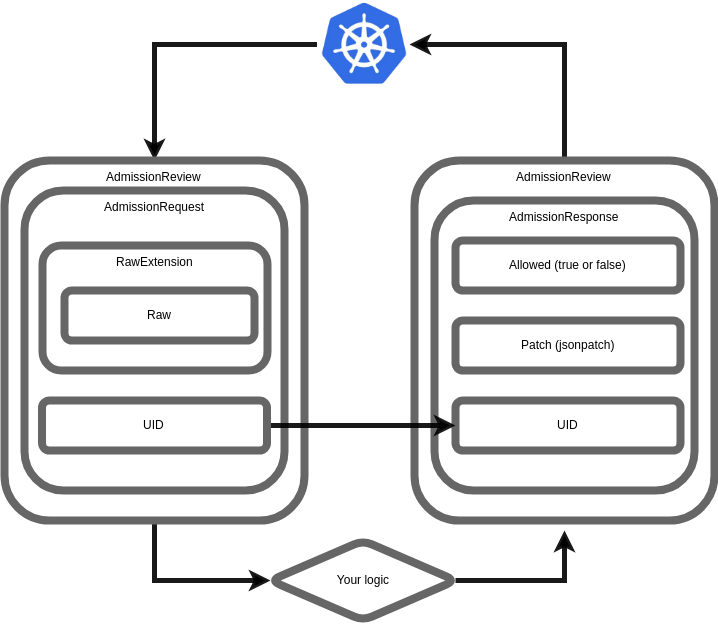 AdmissionReview
AdmissionRequest
RawExtension
Raw
UID
AdmissionReview
AdmissionResponse
Allowed (true or false)
Patch (jsonpatch)
UID
Your logic